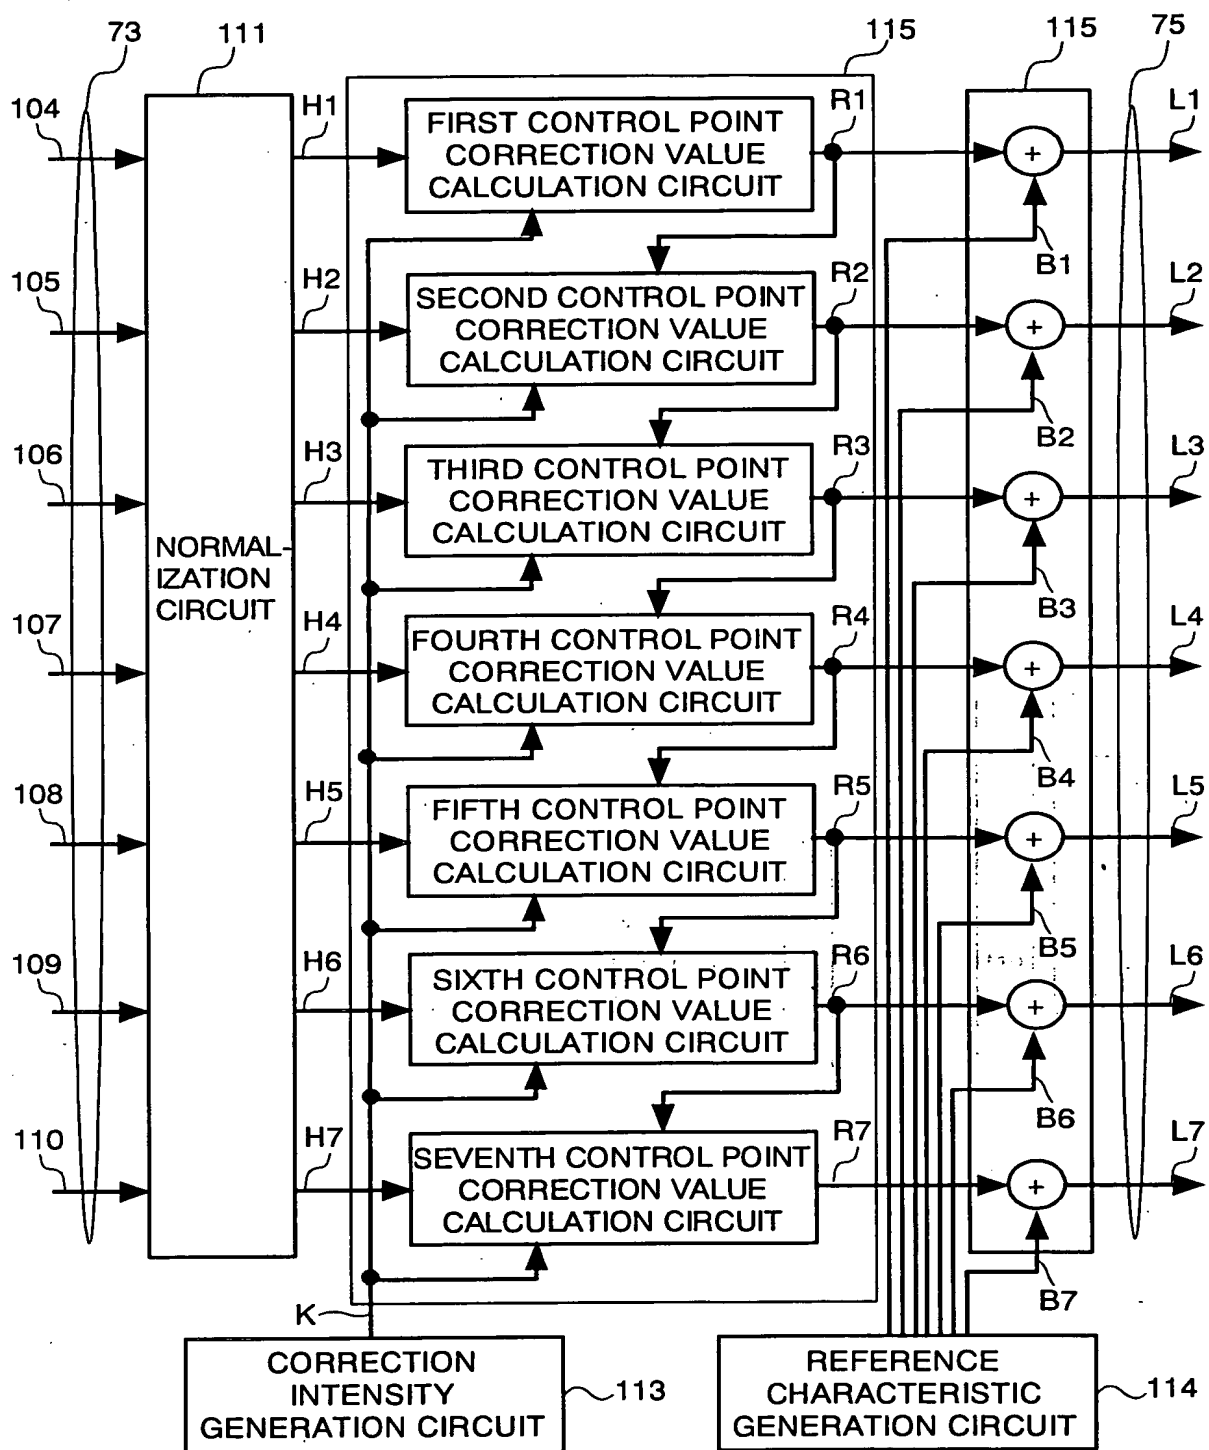 73
111
115
115
75
104
H1
FIRST CONTROL POINT
CORRECTION VALUE
CALCULATION CIRCUIT
R1
+
L1
B1
105
H2
SECOND CONTROL POINT
CORRECTION VALUE
CALCULATION CIRCUIT
R2
+
L2
B2
106
H3
THIRD CONTROL POINT
CORRECTION VALUE
CALCULATION CIRCUIT
R3
+
L3
B3
NORMAL-
IZATION
CIRCUIT
107
H4
FOURTH CONTROL POINT
CORRECTION VALUE
CALCULATION CIRCUIT
R4
+
L4
B4
108
H5
FIFTH CONTROL POINT
CORRECTION VALUE
CALCULATION CIRCUIT
R5
+
L5
B5
109
H6
SIXTH CONTROL POINT
CORRECTION VALUE
CALCULATION CIRCUIT
R6
+
L6
B6
110
H7
SEVENTH CONTROL POINT
CORRECTION VALUE
CALCULATION CIRCUIT
R7
+
L7
B7
K
CORRECTION
INTENSITY
GENERATION CIRCUIT
113
REFERENCE
CHARACTERISTIC
GENERATION CIRCUIT
114